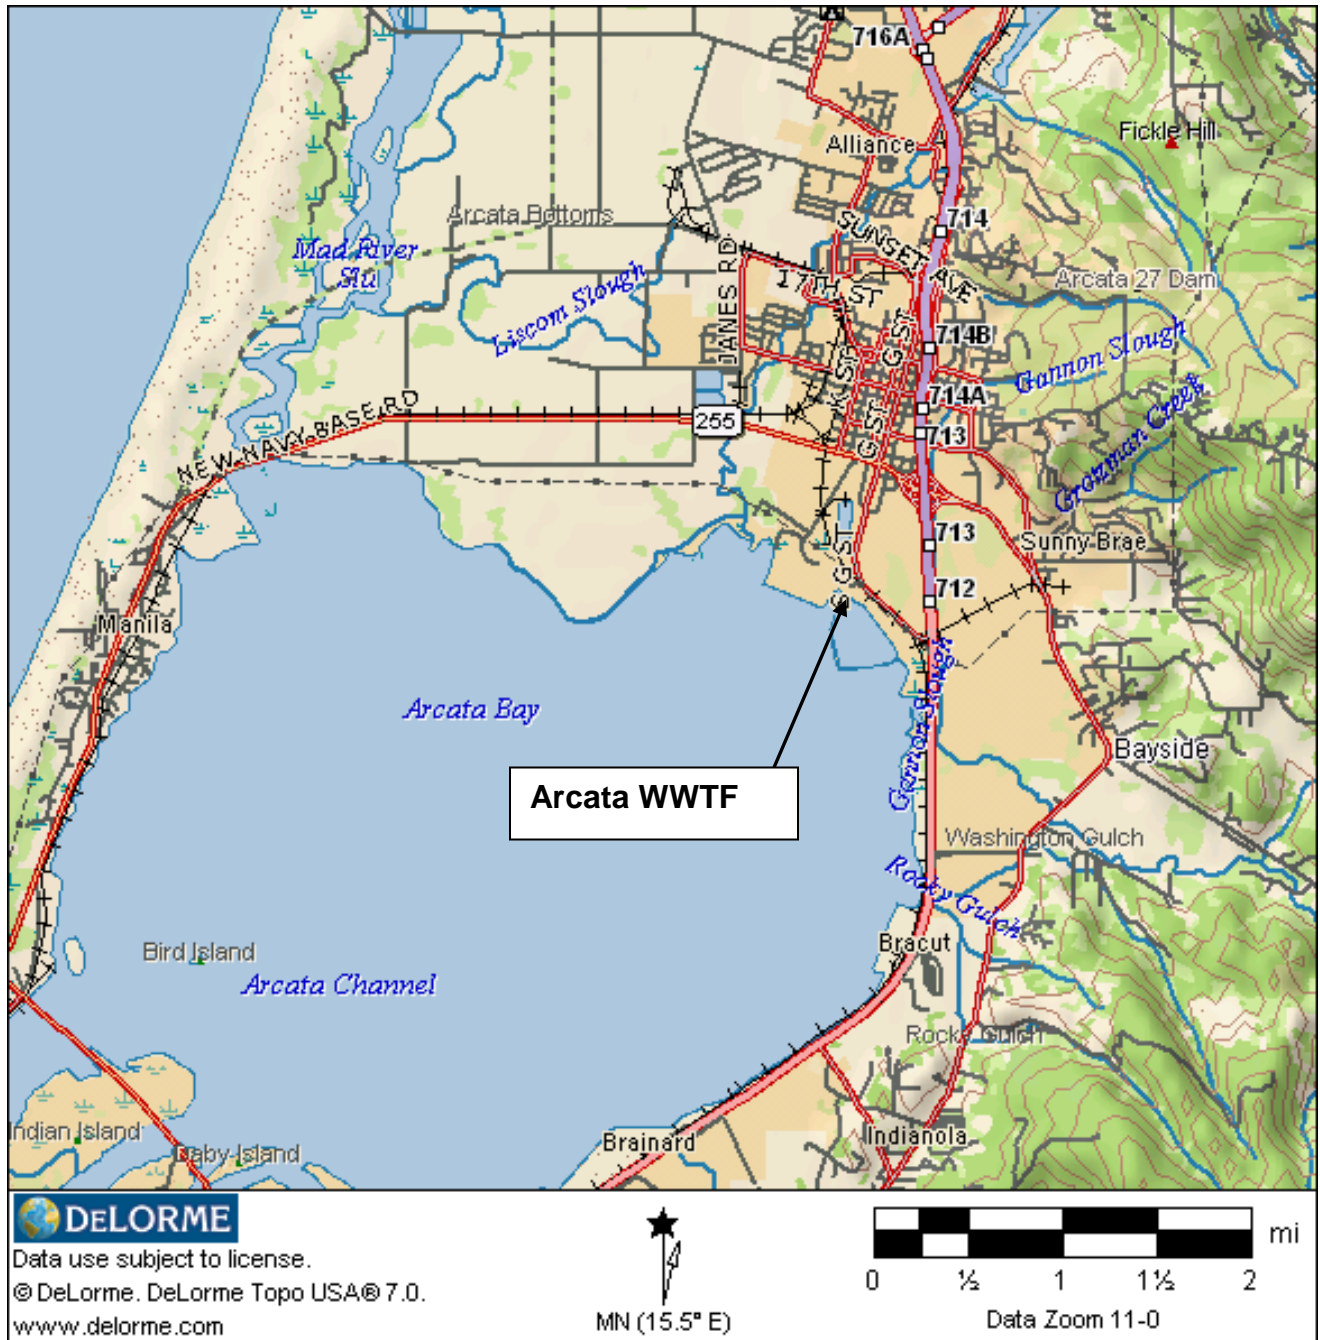 716A
Alliance
Fickle Hill
Arcata Bottoms
714
SUNSET AVE
Mad River
Slu
Liscom Slough
JANES RD
17TH ST
Arcata 27 Dam
G ST
714B
Gannon Slough
K ST
714A
NEW NAVY BASE RD
255
G ST
713
Grotzman Creek
713
Sunny Brae
S G ST
712
Manila
Arcata Bay
Gannon Slough
Bayside
Arcata WWTF
Washington Gulch
Rocky Gulch
Bracut
Bird Island
Arcata Channel
Rocky Gulch
Indian Island
Daby Island
Brainard
Indianola
DELORME
Data use subject to license.
© DeLorme. DeLorme Topo USA® 7.0.
www.delorme.com
MN (15.5° E)
mi
0 ½ 1 1½ 2
Data Zoom 11-0